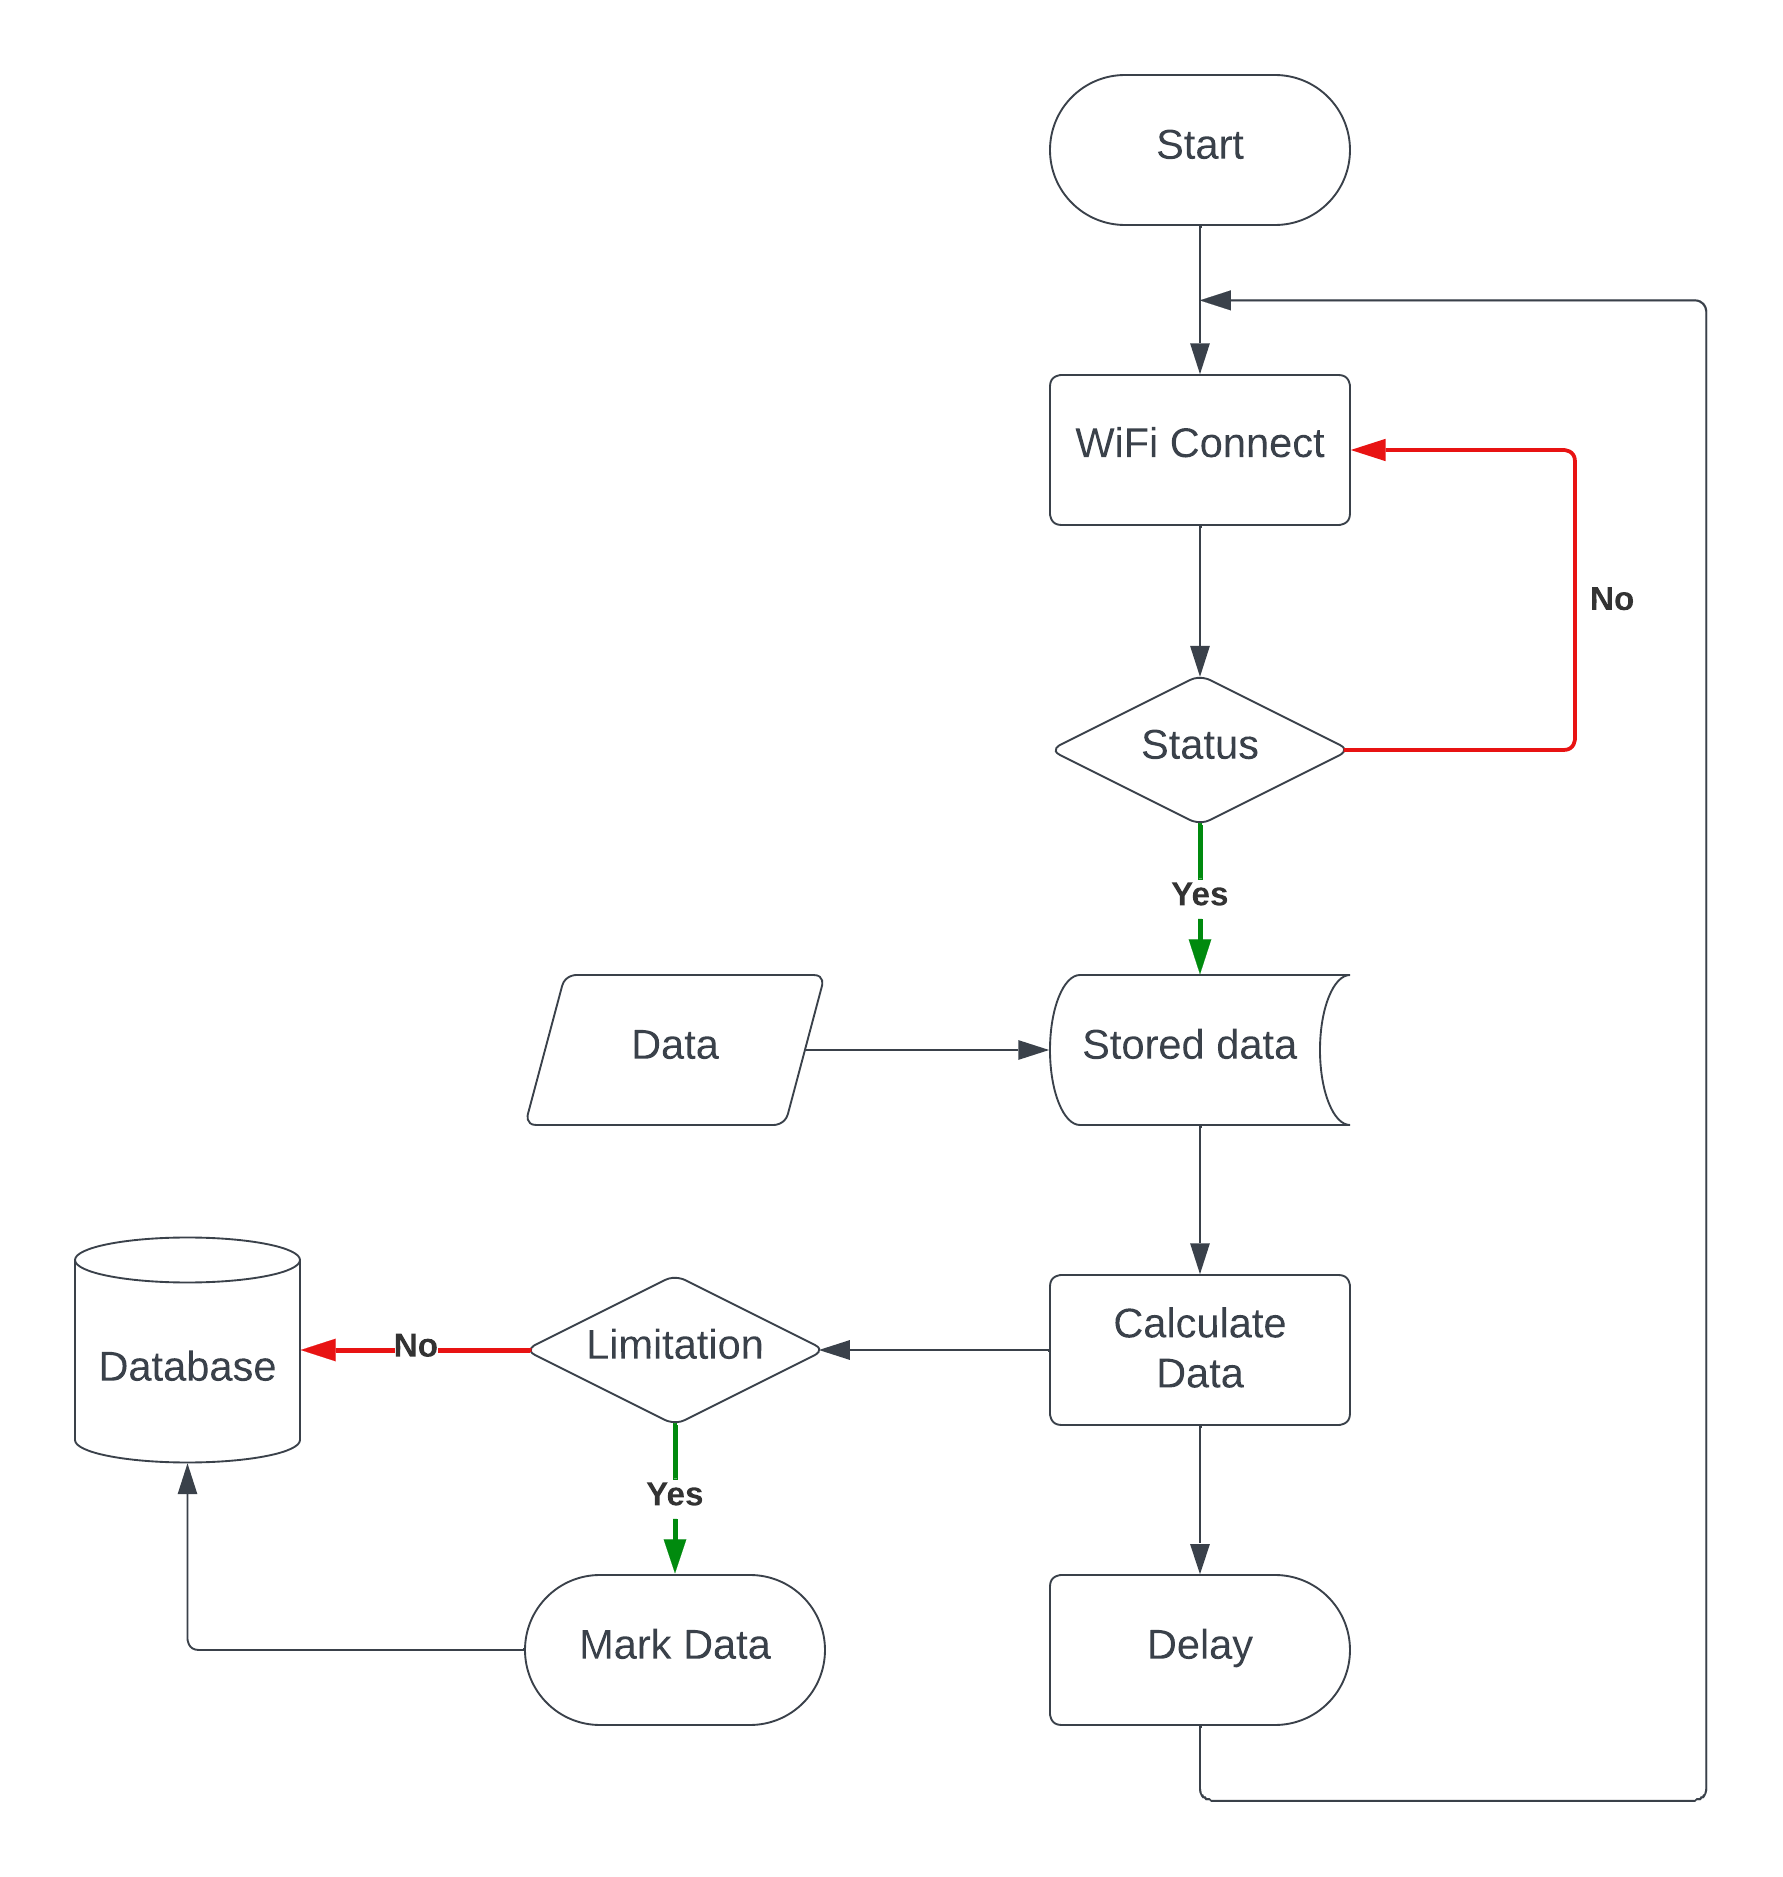 Start
WiFi Connect
No
Status
Yes
Data
Stored data
Database
No
Limitation
Calculate
Data
Yes
Mark Data
Delay